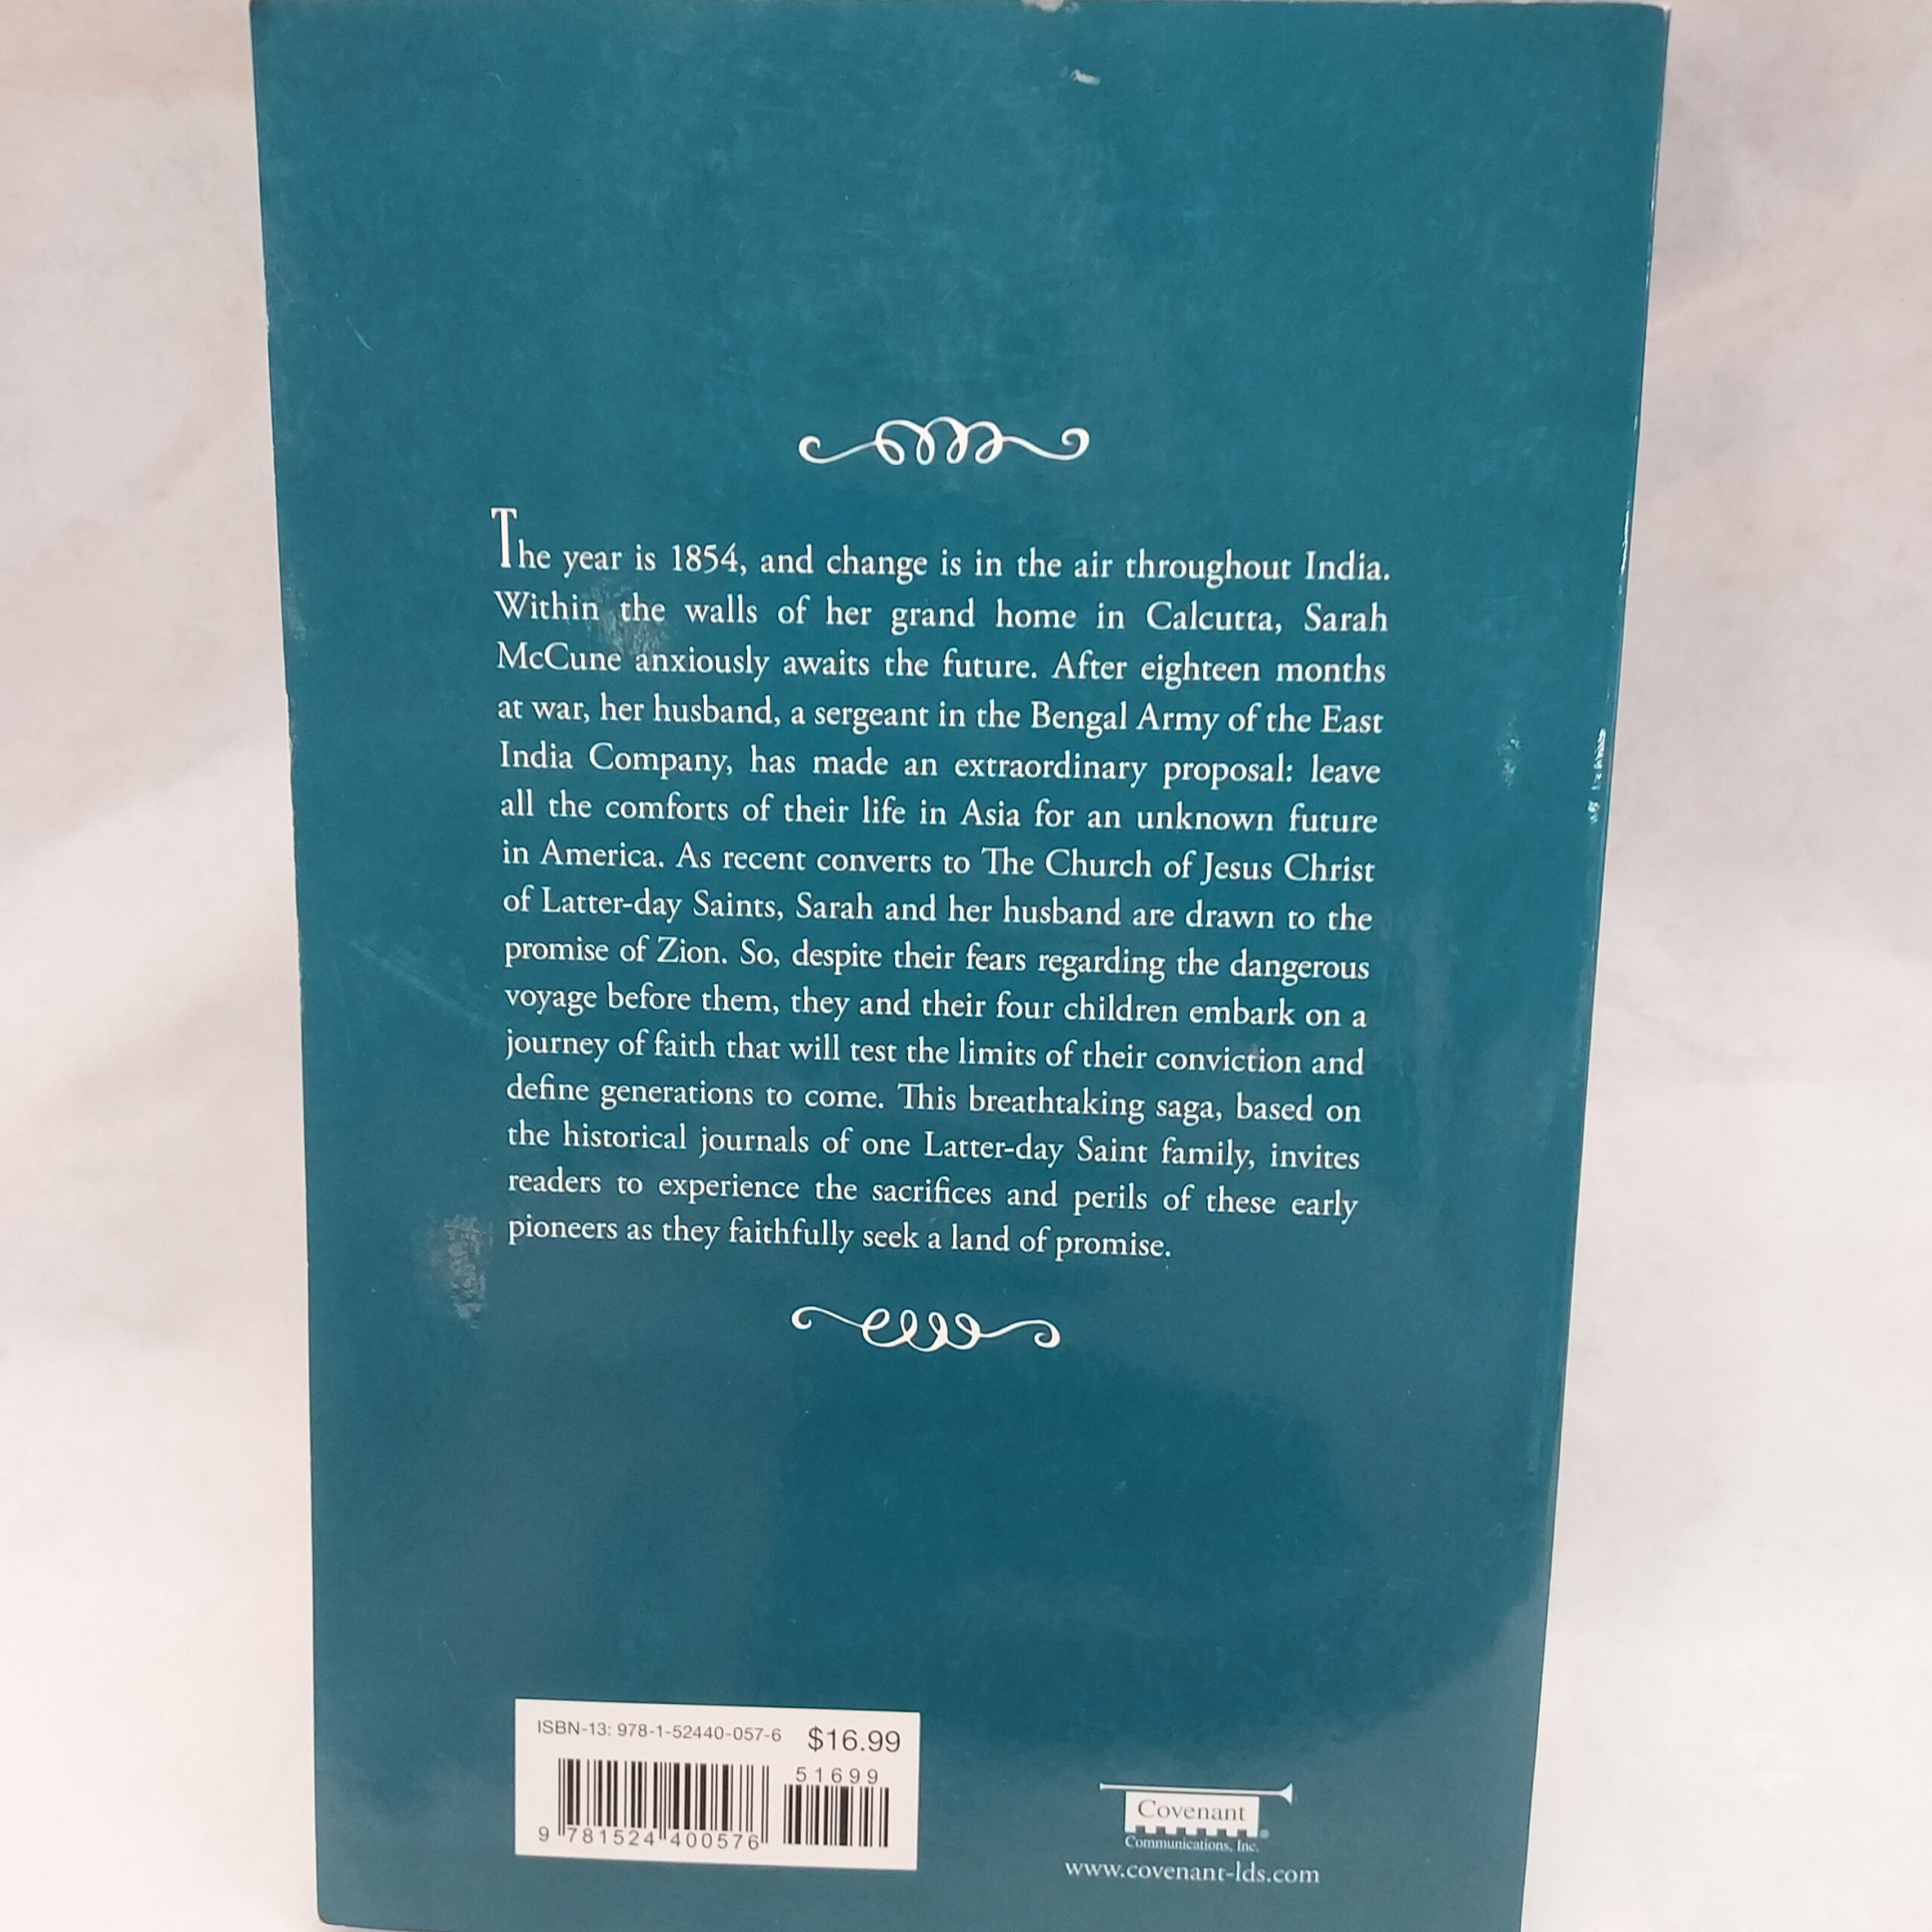 The year is 1854, and change is in the air throughout India.
Within the walls of her grand home in Calcutta, Sarah
McCune anxiously awaits the future. After eighteen months
at war, her husband, a sergeant in the Bengal Army of the East
India Company, has made an extraordinary proposal: leave
all the comforts of their life in Asia for an unknown future
in America. As recent converts to The Church of Jesus Christ
of Latter-day Saints, Sarah and her husband are drawn to the
promise of Zion. So, despite their fears regarding the dangerous
voyage before them, they and their four children embark on a
journey of faith that will test the limits of their conviction and
define generations to come. This breathtaking saga, based on
the historical journals of one Latter-day Saint family, invites
readers to experience the sacrifices and perils of these early
pioneers as they faithfully seek a land of promise.
ISBN-13: 978-1-52440-057-6 $16.99
51699
9 781524 400576
Covenant
Communications, Inc.
www.covenant-lds.com